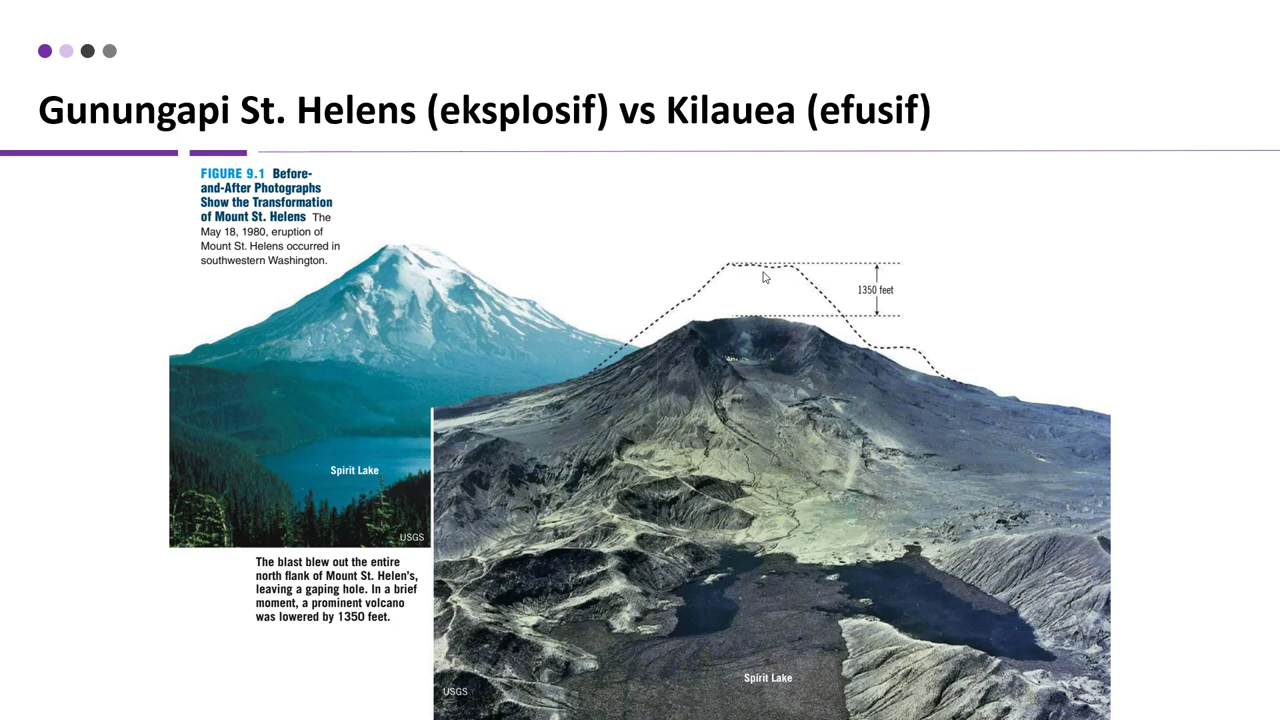 Gunungapi St. Helens (eksplosif) vs Kilauea (efusif)
FIGURE 9.1 Before-
and-After Photographs
Show the Transformation
of Mount St. Helens The
May 18, 1980, eruption of
Mount St. Helens occurred in
southwestern Washington.
1350 feet
Spirit Lake
USGS
The blast blew out the entire
north flank of Mount St. Helen's,
leaving a gaping hole. In a brief
moment, a prominent volcano
was lowered by 1350 feet.
Spirit Lake
USGS